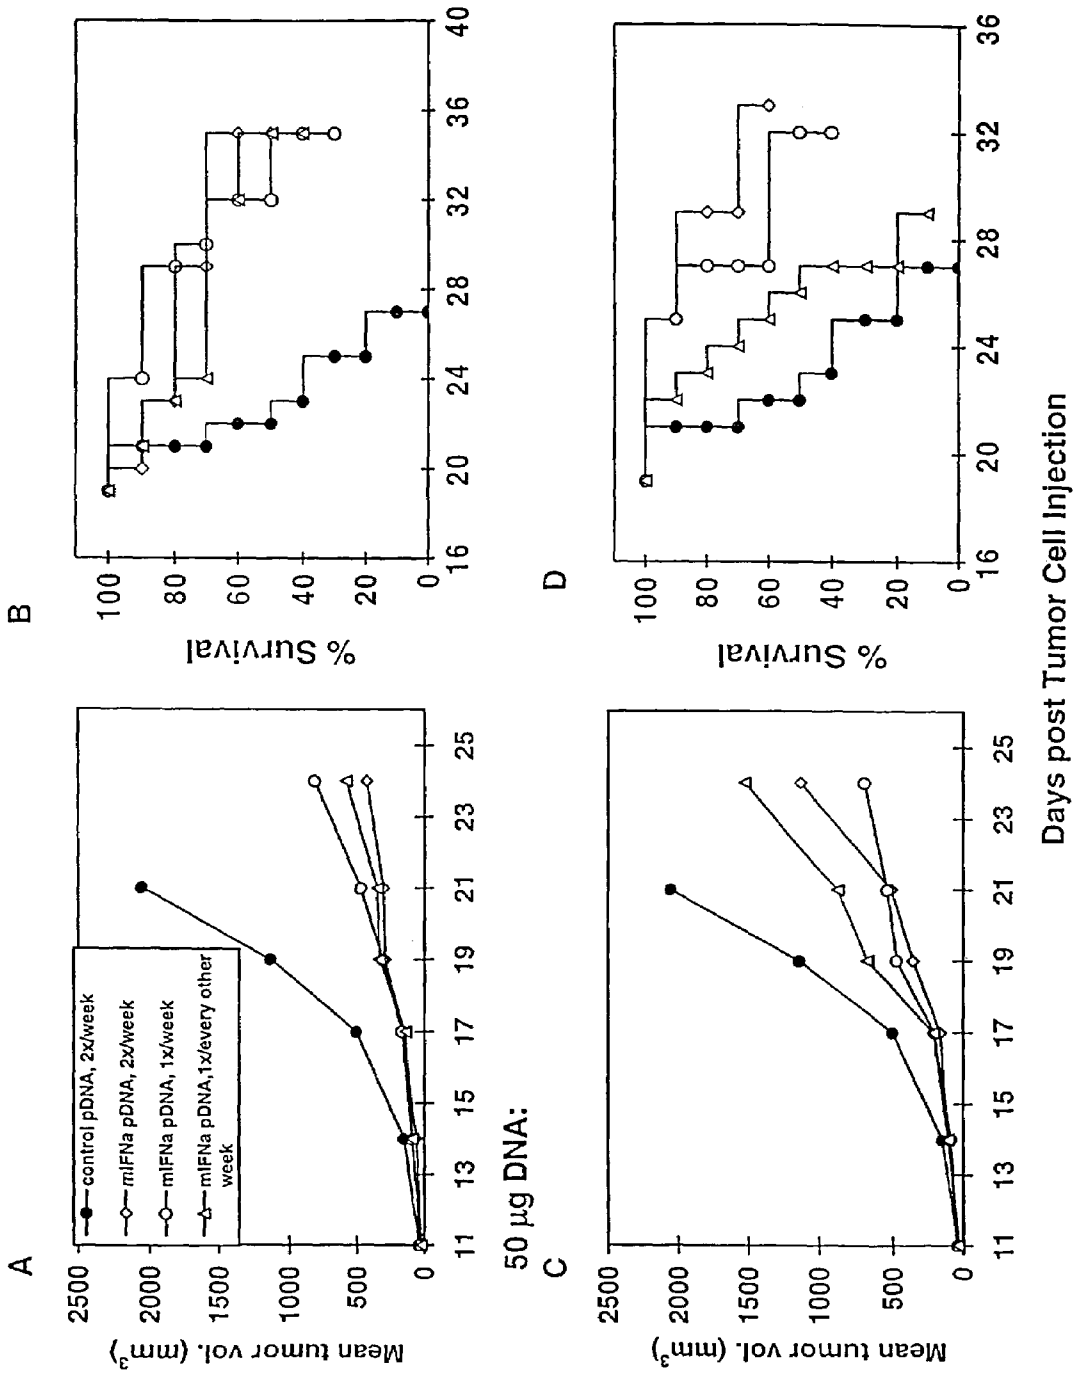 A
Mean tumor vol. (mm³)
2500
2000
1500
1000
500
0
control pDNA, 2x/week
mIFNa pDNA, 2x/week
mIFNa pDNA, 1x/week
mIFNa pDNA,1x/every other
week
11 13 15 17 19 21 23 25
B
% Survival
100
80
60
40
20
0
16 20 24 28 32 36 40
50 µg DNA:
C
Mean tumor vol. (mm³)
2500
2000
1500
1000
500
0
11 13 15 17 19 21 23 25
D
% Survival
100
80
60
40
20
0
16 20 24 28 32 36
Days post Tumor Cell Injection